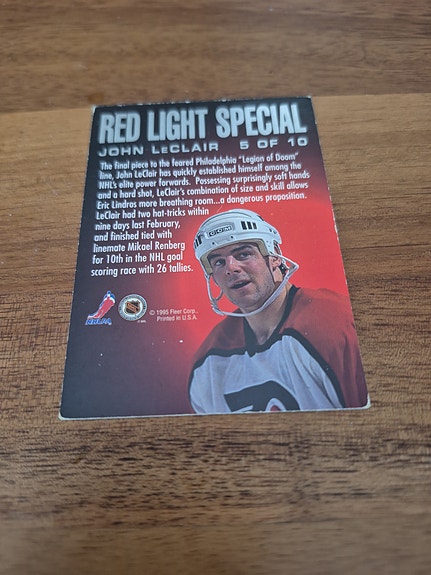 RED LIGHT SPECIAL
JOHN LECLAIR 5 OF 10
The final piece to the feared Philadelphia "Legion of Doom"
line, John LeClair has quickly established himself among the
NHL's elite power forwards. Possessing surprisingly soft hands
and a hard shot, LeClair's combination of size and skill allows
Eric Lindros more breathing room...a dangerous proposition.
LeClair had two hat-tricks within
nine days last February,
and finished tied with
linemate Mikael Renberg
for 10th in the NHL goal
scoring race with 26 tallies.
CCM
NHLPA
© 1995 Fleer Corp.,
Printed in U.S.A.